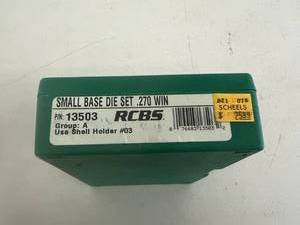 SMALL BASE DIE SET .270 WIN
P/N: 13503 RCBS
Group: A
Use Shell Holder #03
SCHEELS